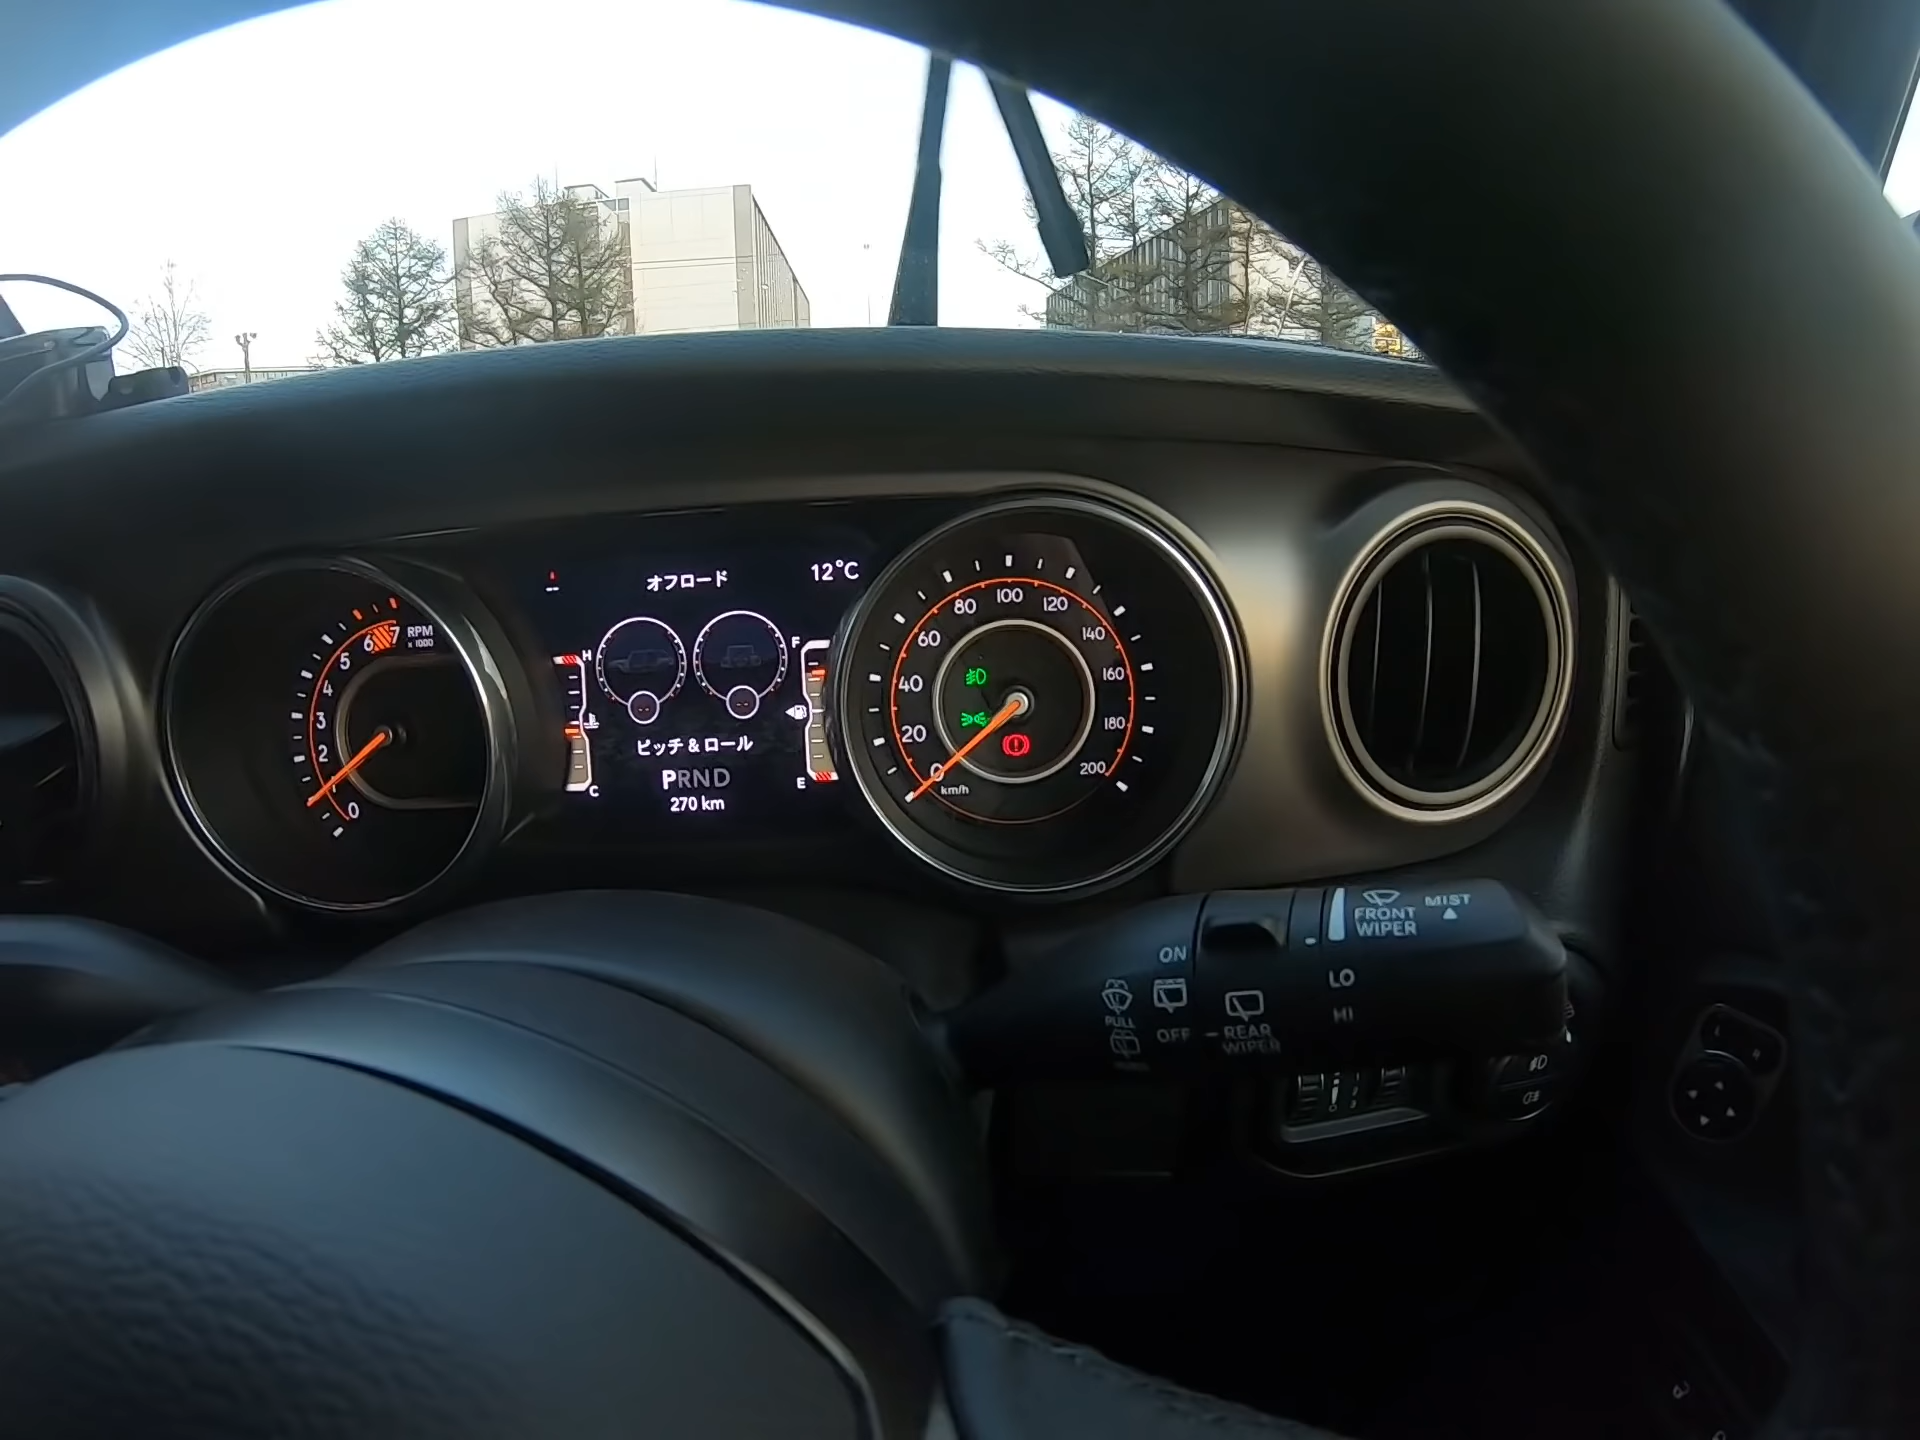 オフロード
12°C
6 7
RPM
x 1000
5
4
3
2
0
H
C
F
E
ピッチ & ロール
PRND
270 km
0
20
40
60
80
100
120
140
160
180
200
km/h
FRONT
WIPER
MIST
LO
HI
ON
OFF
PULL
REAR
WIPER